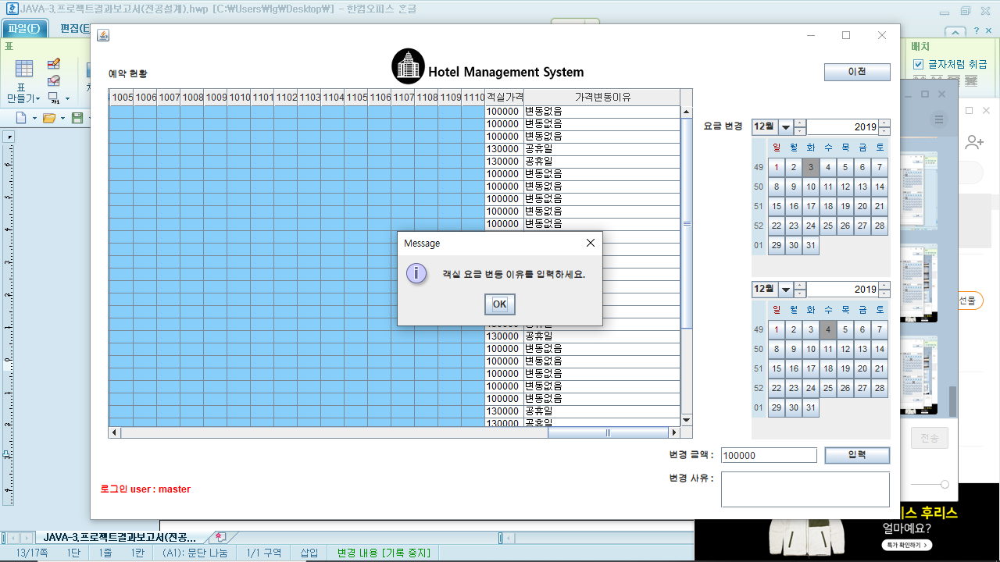 JAVA-3.프로젝트결과보고서(전공설계).hwp [C:\Users\lg\Desktop\] - 한컴오피스 한글
파일(F)
편집(E
표
표
만들기
배치
글자처럼 취급
예약 현황
Hotel Management System
이전
1005 1006 1007 1008 1009 1010 1101 1102 1103 1104 1105 1106 1107 1108 1109 1110 객실가격 가격변동이유
100000 변동없음
100000 변동없음
100000 변동없음
130000 공휴일
130000 공휴일
100000 변동없음
100000 변동없음
100000 변동없음
100000 변동없음
100000 변동없음
130000 공휴일
130000 공휴일
100000 변동없음
100000 변동없음
100000 변동없음
100000 변동없음
100000 변동없음
130000 공휴일
130000 공휴일
요금 변경
12월 2019
일 월 화 수 목 금 토
49 1 2 3 4 5 6 7
50 8 9 10 11 12 13 14
51 15 16 17 18 19 20 21
52 22 23 24 25 26 27 28
01 29 30 31
12월 2019
일 월 화 수 목 금 토
49 1 2 3 4 5 6 7
50 8 9 10 11 12 13 14
51 15 16 17 18 19 20 21
52 22 23 24 25 26 27 28
01 29 30 31
Message
객실 요금 변동 이유를 입력하세요.
OK
변경 금액 : 100000 입력
변경 사유 :
로그인 user : master
선물
전송
스 후리스
얼마예요?
특가 확인하기 >
JAVA-3.프로젝트결과보고서(전공...
13/17쪽 1단 1줄 1칸 (A1): 문단 나눔 1/1 구역 삽입 변경 내용 [기록 중지]